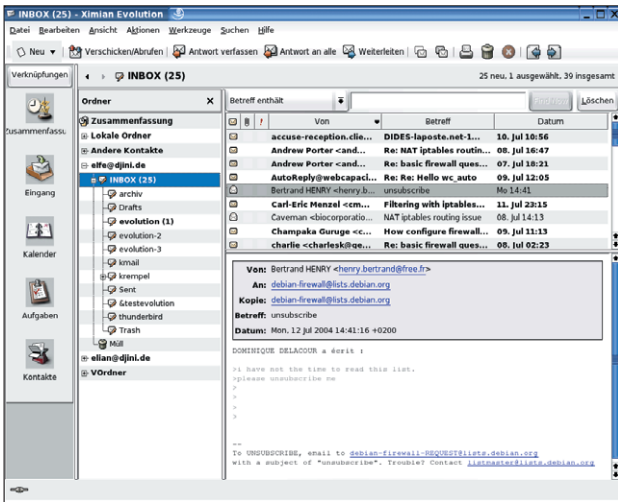 INBOX (25) - Ximian Evolution
Datei Bearbeiten Ansicht Aktionen Werkzeuge Suchen Hilfe
Neu Verschicken/Abrufen Antwort verfassen Antwort an alle Weiterleiten
Verknüpfungen
INBOX (25)
25 neu, 1 ausgewählt, 39 insgesamt
Zusammenfassu
Eingang
Kalender
Aufgaben
Kontakte
Ordner X
Zusammenfassung
Lokale Ordner
Andere Kontakte
elfe@djini.de
INBOX (25)
archiv
Drafts
evolution (1)
evolution-2
evolution-3
kmail
krempel
Sent
&testevolution
thunderbird
Trash
Müll
elian@djini.de
VOrdner
Betreff enthält Löschen
! Von Betreff Datum
accuse-reception.clie... DIDES-laposte.net-1... 10. Jul 10:56
Andrew Porter <and... Re: NAT iptables routin... 08. Jul 16:47
Andrew Porter <and... Re: basic firewall ques... 07. Jul 18:21
AutoReply@webcapaci... Re: Re: Hello wc_auto 09. Jul 12:05
Bertrand HENRY <henry.b... unsubscribe Mo 14:41
Carl-Eric Menzel <cm... Filtering with iptables... 11. Jul 23:15
Caveman <biocorporatio... NAT iptables routing issue 08. Jul 14:13
Champaka Guruge <c... How configure firewall... 09. Jul 11:13
charlie <charlesk@qe... Re: basic firewall ques... 08. Jul 02:23
Von: Bertrand HENRY <henry.bertrand@free.fr>
An: debian-firewall@lists.debian.org
Kopie: debian-firewall@lists.debian.org
Betreff: unsubscribe
Datum: Mon, 12 Jul 2004 14:41:16 +0200
DOMINIQUE DELACOUR a écrit :
>i have not the time to read this list.
>please unsubscribe me
>
>
>
>
--
To UNSUBSCRIBE, email to debian-firewall-REQUEST@lists.debian.org
with a subject of "unsubscribe". Trouble? Contact listmaster@lists.debian.org